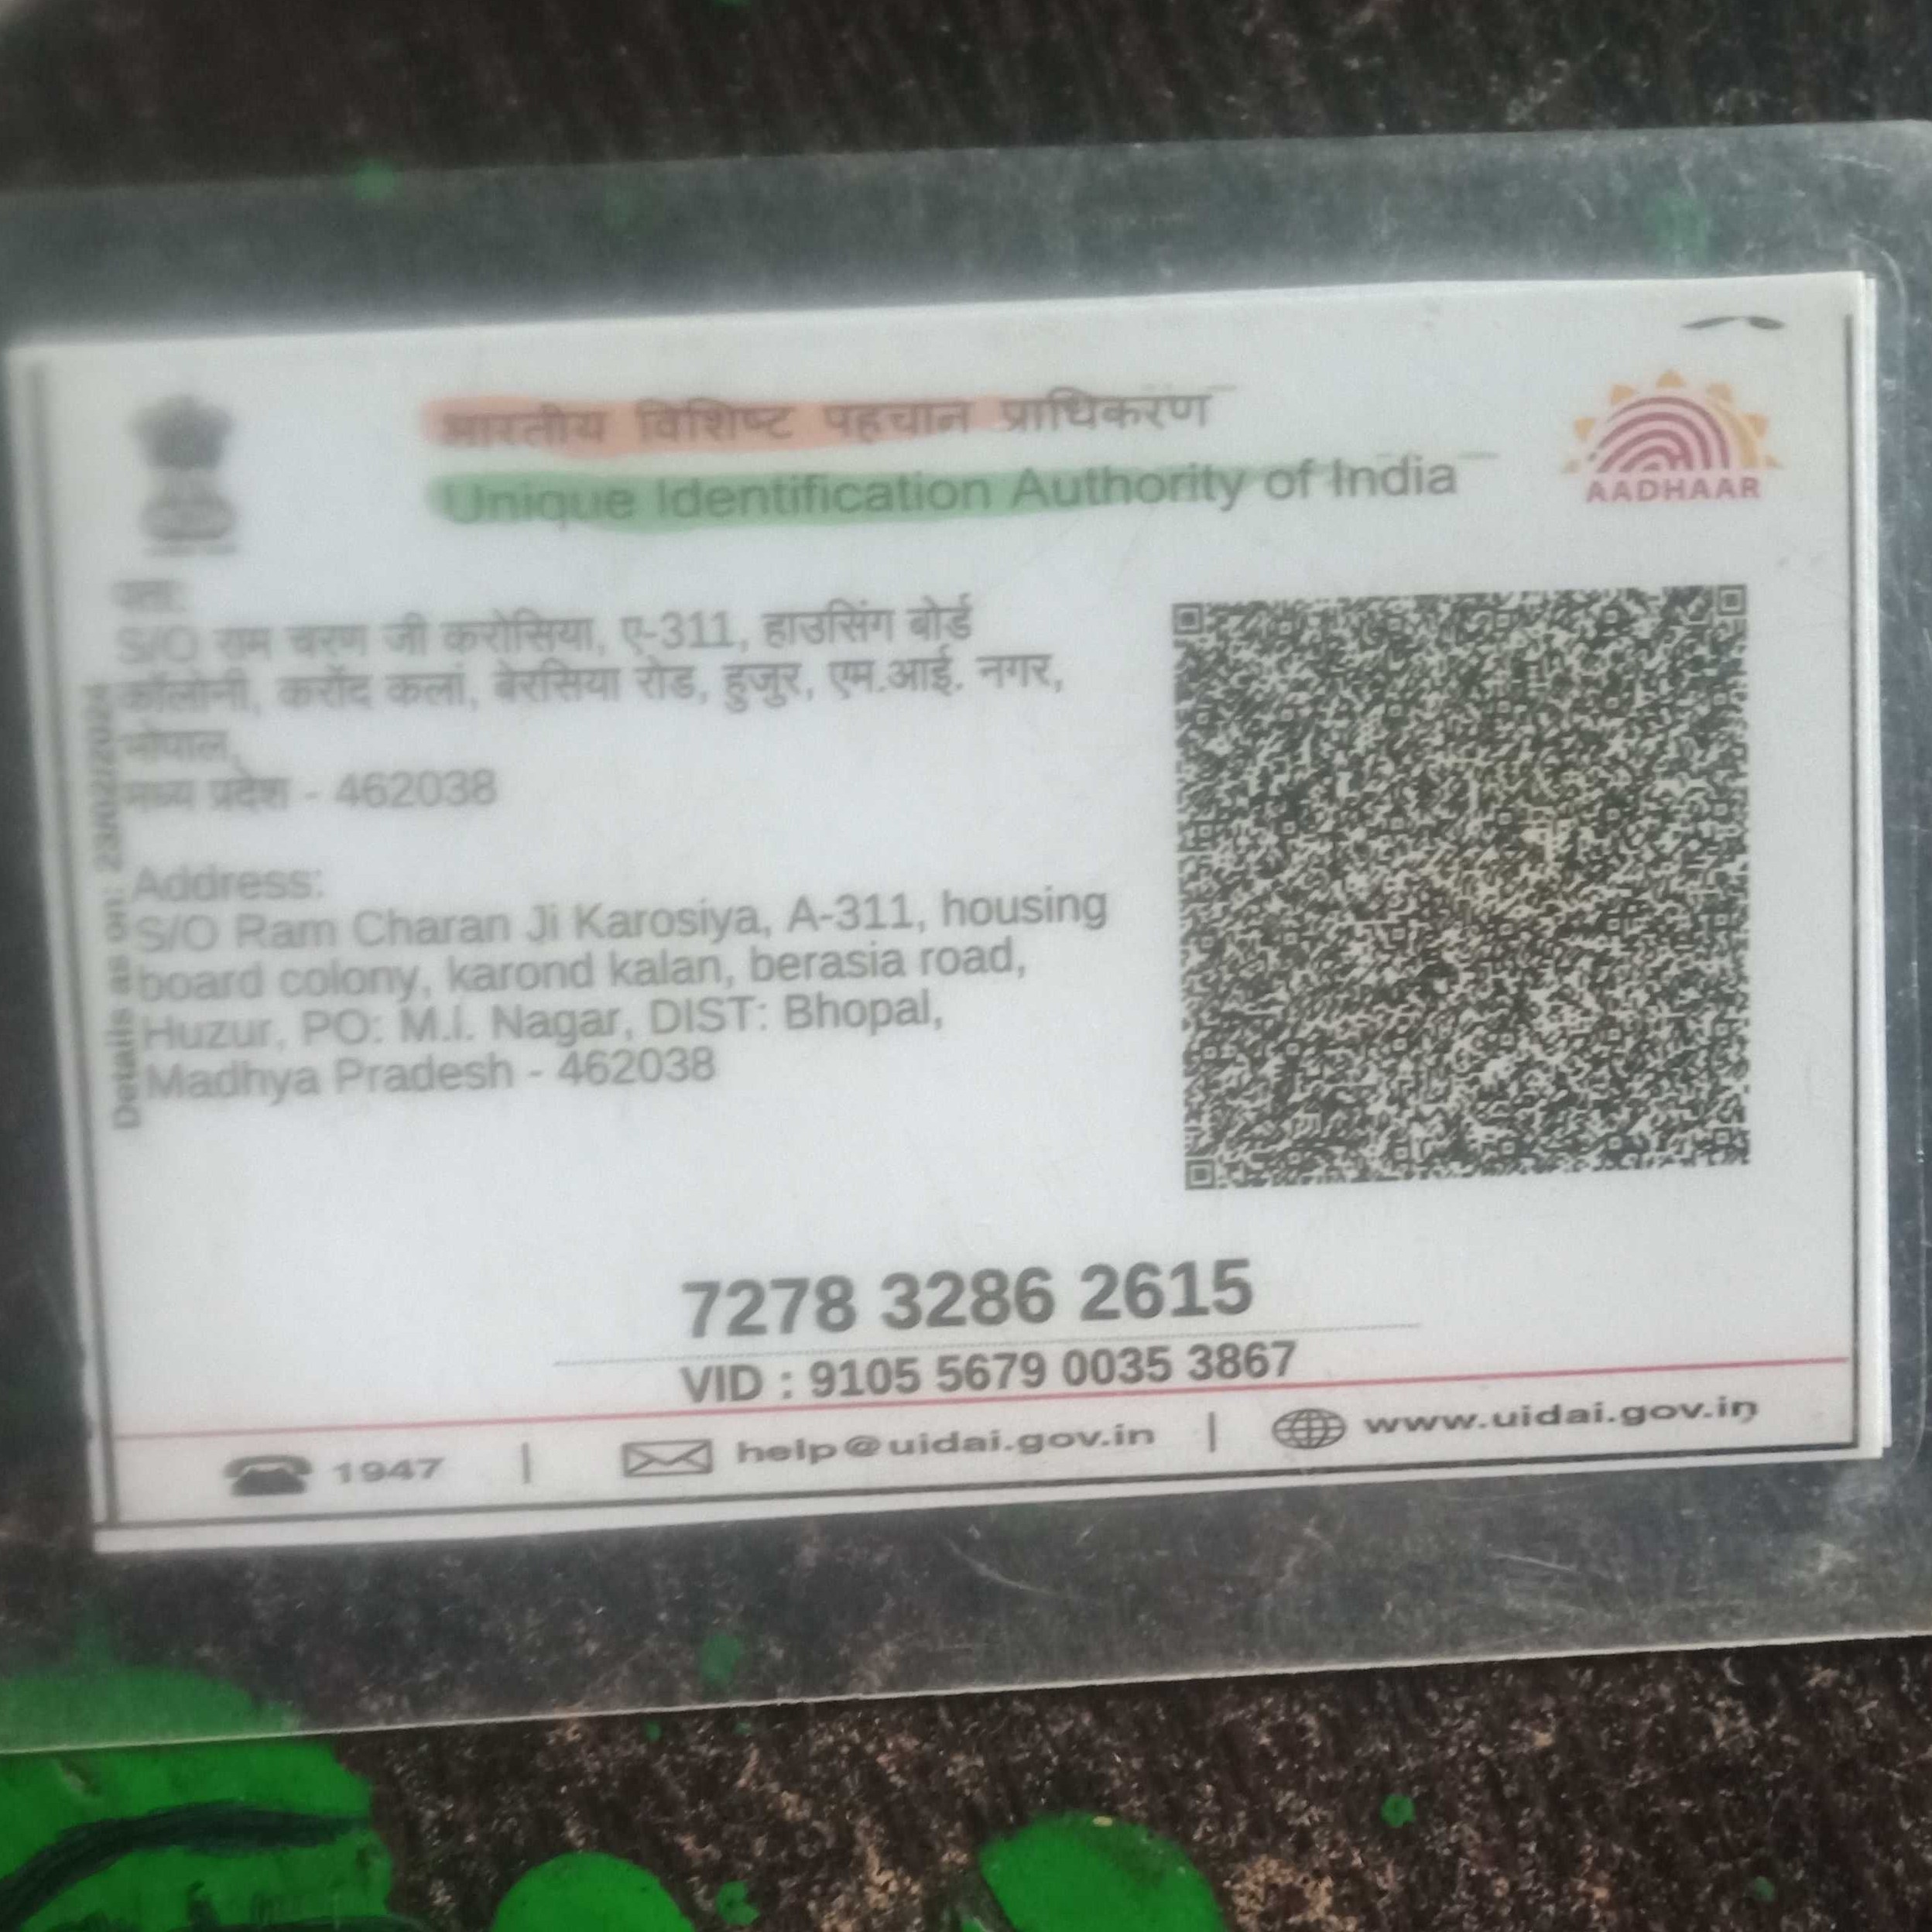 भारतीय विशिष्ट पहचान प्राधिकरण
Unique Identification Authority of India
AADHAAR
पता:
S/O राम चरण जी करोसिया, ए-311, हाउसिंग बोर्ड
कॉलोनी, करोंद कलां, बेरसिया रोड, हुजुर, एम.आई. नगर,
भोपाल,
मध्य प्रदेश - 462038
Address:
S/O Ram Charan Ji Karosiya, A-311, housing
board colony, karond kalan, berasia road,
Huzur, PO: M.I. Nagar, DIST: Bhopal,
Madhya Pradesh - 462038
Details as on: 23/02/2024
7278 3286 2615
VID : 9105 5679 0035 3867
1947 | help@uidai.gov.in | www.uidai.gov.in